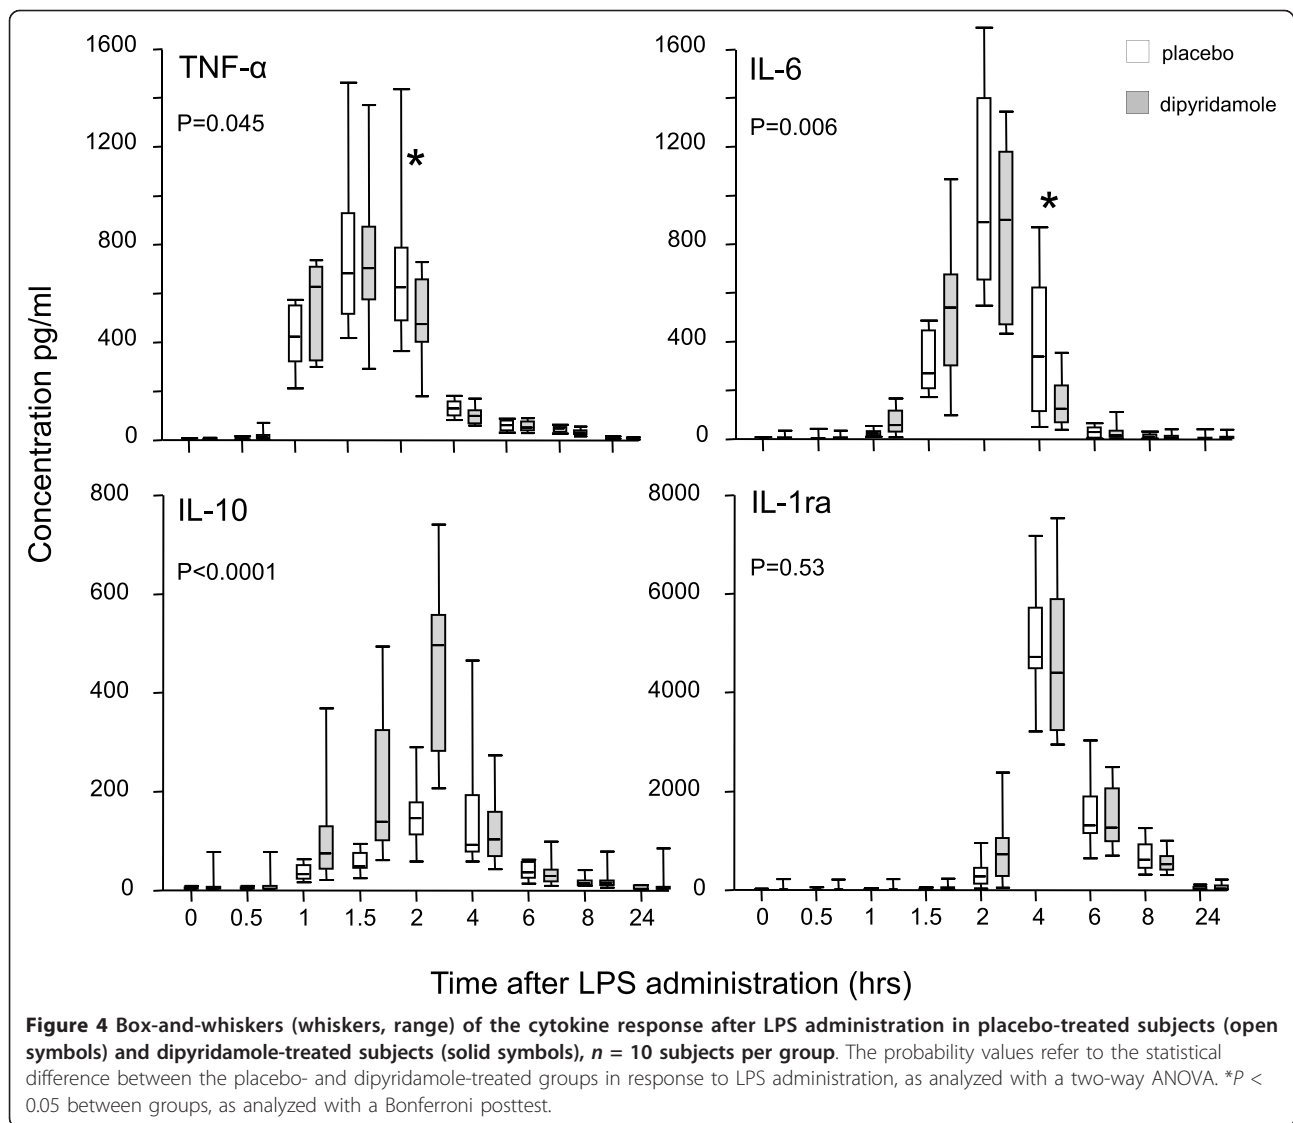 1600
TNF-α
P=0.045
1200
800
400
0
1600
IL-6
P=0.006
1200
800
400
0
placebo
dipyridamole
*
*
Concentration pg/ml
800
IL-10
P<0.0001
600
400
200
0
0 0.5 1 1.5 2 4 6 8 24
8000
IL-1ra
P=0.53
6000
4000
2000
0
0 0.5 1 1.5 2 4 6 8 24
Time after LPS administration (hrs)
Figure 4 Box-and-whiskers (whiskers, range) of the cytokine response after LPS administration in placebo-treated subjects (open
symbols) and dipyridamole-treated subjects (solid symbols), n = 10 subjects per group. The probability values refer to the statistical
difference between the placebo- and dipyridamole-treated groups in response to LPS administration, as analyzed with a two-way ANOVA. *P <
0.05 between groups, as analyzed with a Bonferroni posttest.